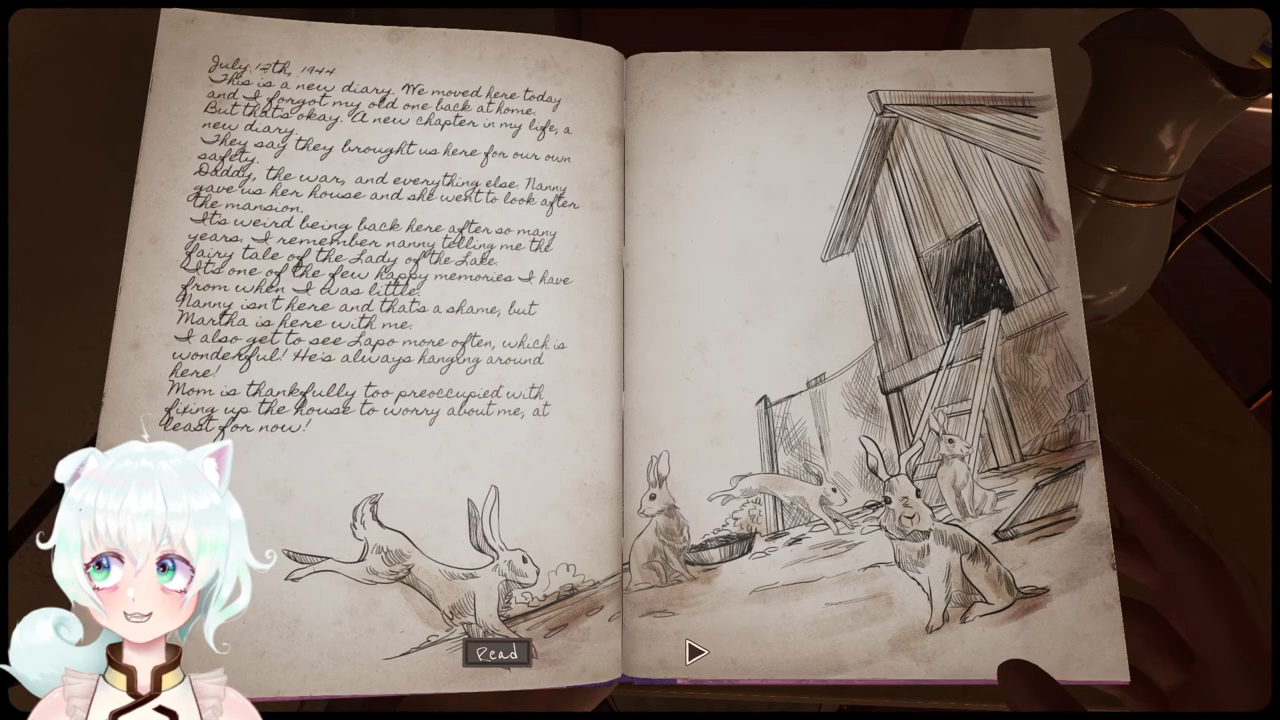 July 12th, 1944
This is a new diary. We moved here today
and I forgot my old one back at home.
But that's okay. A new chapter in my life, a
new diary.
They say they brought us here for our own
safety.
Daddy, the war, and everything else. Nanny
gave us her house and she went to look after
the mansion.
It's weird being back here after so many
years. I remember nanny telling me the
fairy tale of the Lady of the Lake.
It's one of the few happy memories I have
from when I was little.
Nanny isn't here and that's a shame, but
Martha is here with me.
I also get to see Lapo more often, which is
wonderful! He's always hanging around
here!
Mom is thankfully too preoccupied with
fixing up the house to worry about me, at
least for now!
Read